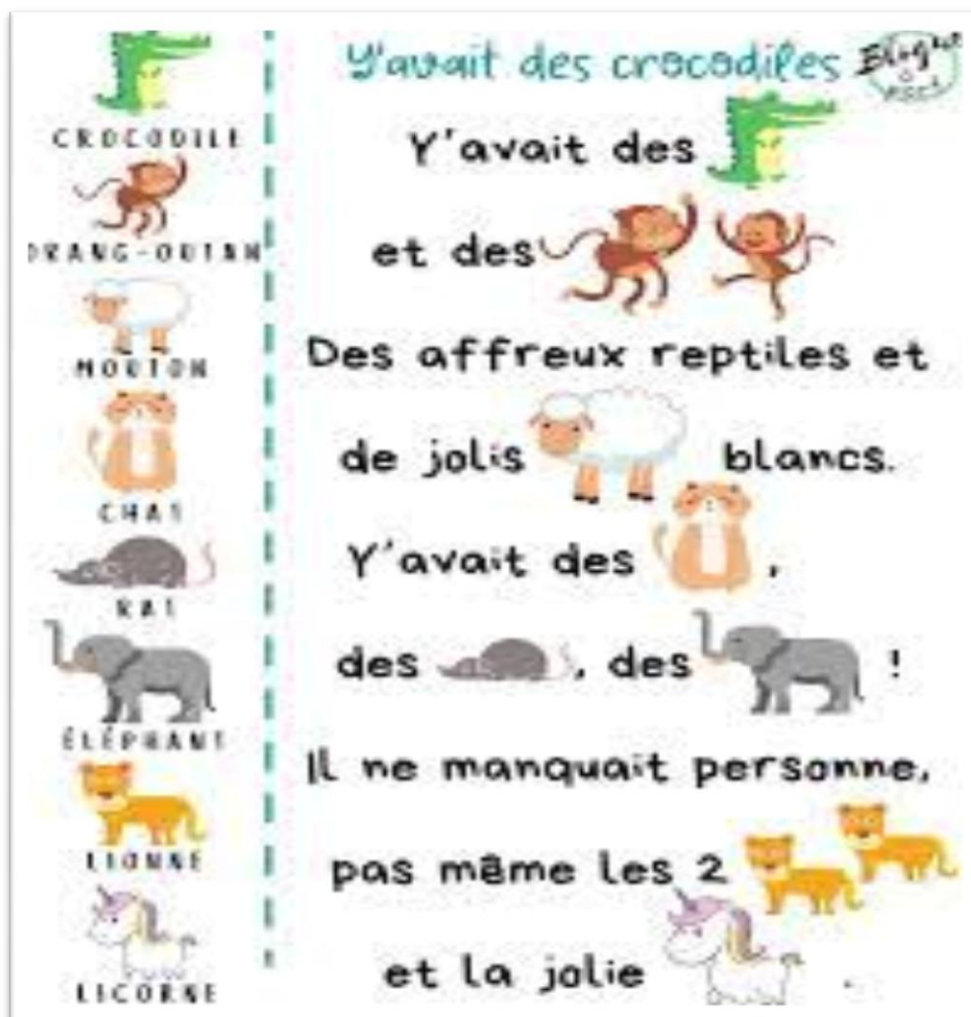 Y'avait des crocodiles
CROCODILE
ORANG-OUTAN
MOUTON
CHAT
RAT
ÉLÉPHANT
LIONNE
LICORNE
Y'avait des
et des
Des affreux reptiles et
de jolis blancs.
Y'avait des ,
des , des !
Il ne manquait personne,
pas même les 2
et la jolie .